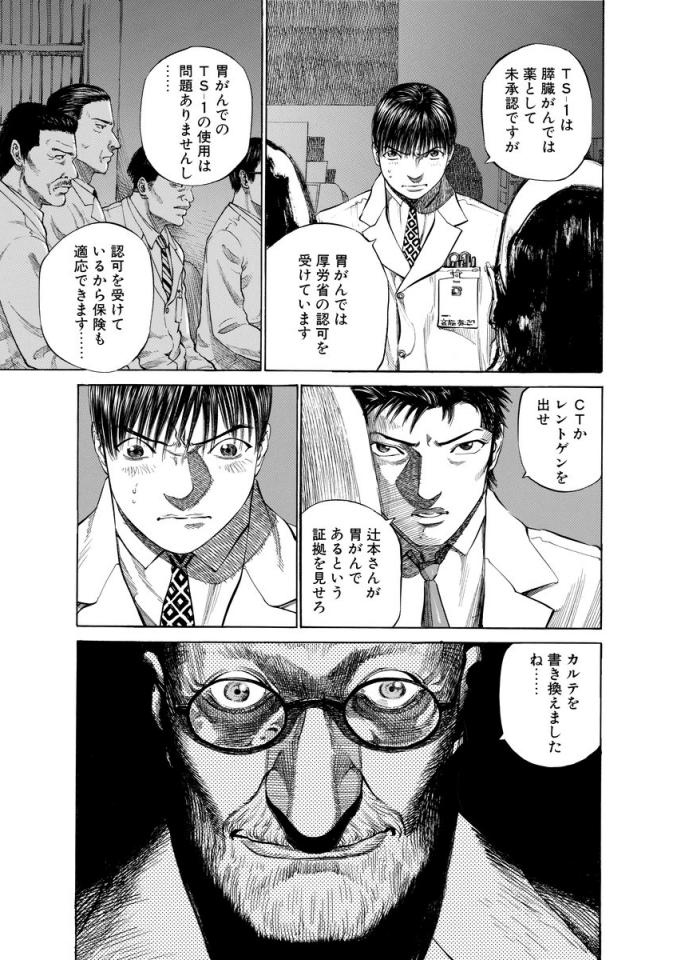 TS-1は
膵臓がんでは
薬として
未承認ですが
胃がんでは
厚労省の認可を
受けています
胃がんでの
TS-1の使用は
問題ありませんし
……
認可を受けて
いるから保険も
適応できます……
CTか
レントゲンを
出せ
辻本さんが
胃がんで
あるという
証拠を見せろ
カルテを
書き換えました
ね……